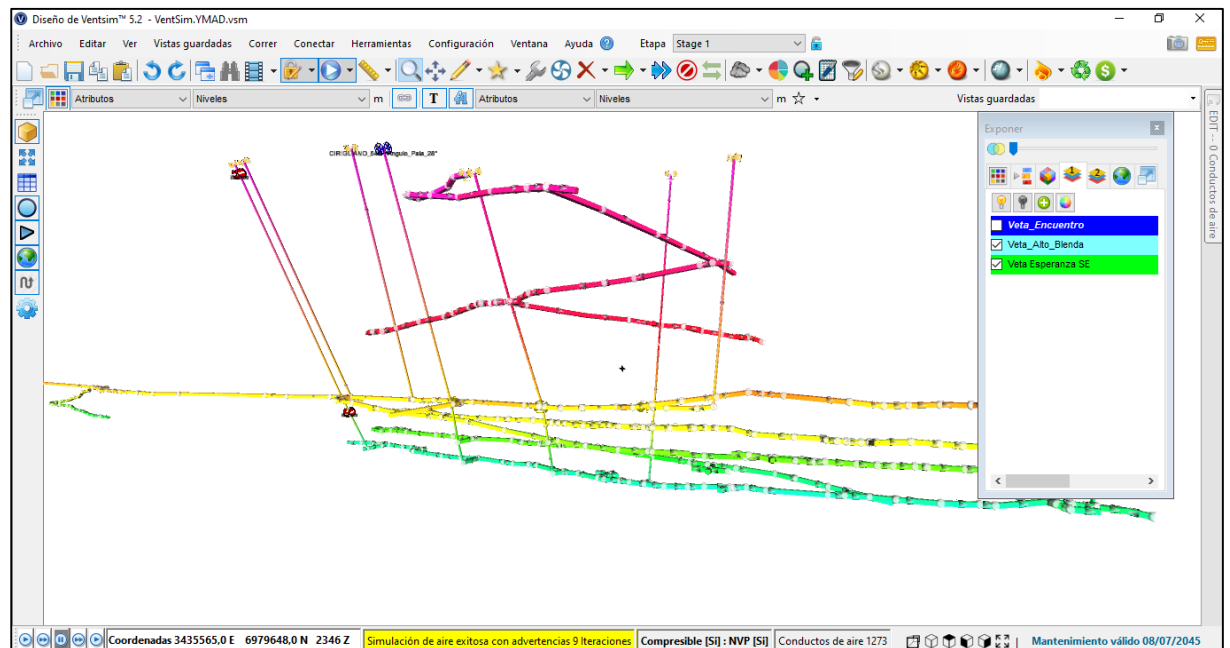 Diseño de Ventsim™ 5.2 - VentSim.YMAD.vsm
Archivo Editar Ver Vistas guardadas Correr Conectar Herramientas Configuración Ventana Ayuda Etapa Stage 1
Atributos Niveles m T Atributos Niveles m Vistas guardadas
EDIT -- 0 Conductos de aire
Exponer
Veta_Encuentro
Veta_Alto_Blenda
Veta Esperanza SE
Coordenadas 3435565,0 E 6979648,0 N 2346 Z Simulación de aire exitosa con advertencias 9 Iteraciones Compresible [Si] : NVP [Si] Conductos de aire 1273 Mantenimiento válido 08/07/2045